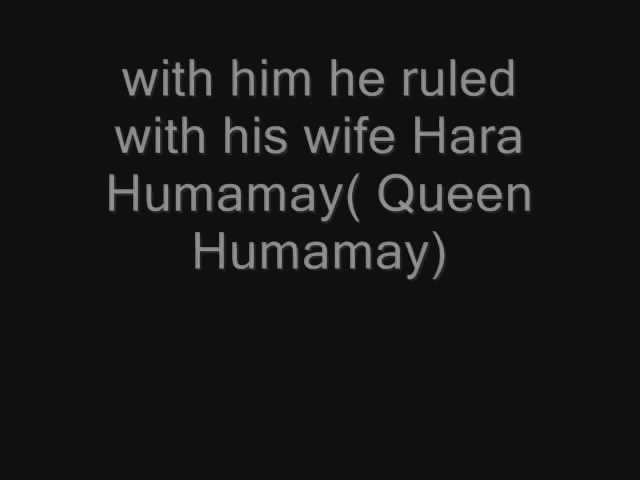 with him he ruled
with his wife Hara
Humamay( Queen
Humamay)